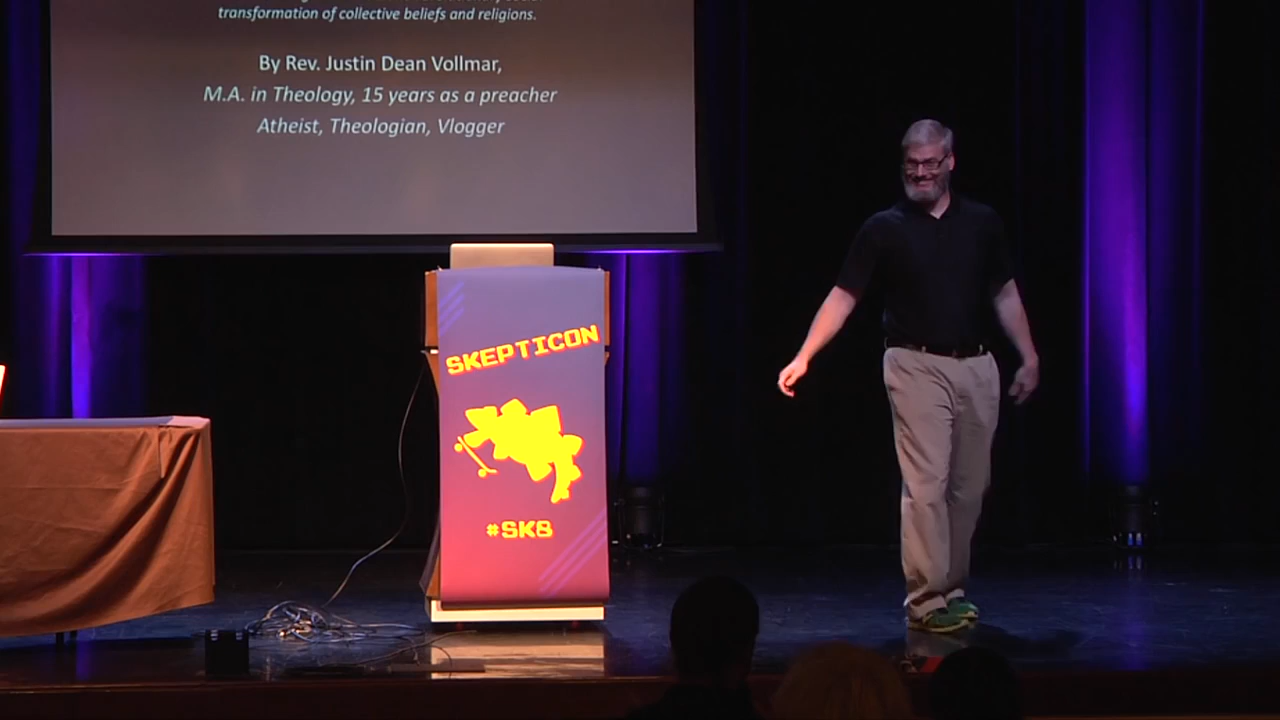 transformation of collective beliefs and religions.
By Rev. Justin Dean Vollmar,
M.A. in Theology, 15 years as a preacher
Atheist, Theologian, Vlogger
SKEPTICON
#SK8